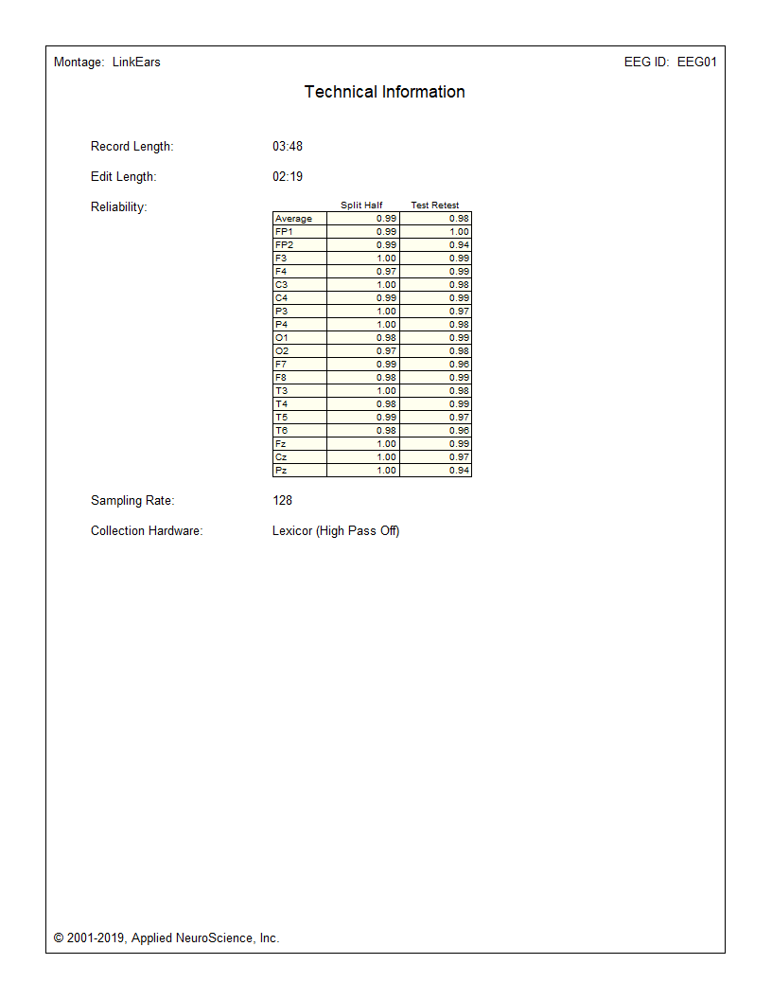 Montage: LinkEars EEG ID: EEG01
Technical Information
Record Length: 03:48
Edit Length: 02:19
Reliability: Split Half Test Retest
Average 0.99 0.98
FP1 0.99 1.00
FP2 0.99 0.94
F3 1.00 0.99
F4 0.97 0.99
C3 1.00 0.98
C4 0.99 0.99
P3 1.00 0.97
P4 1.00 0.98
O1 0.98 0.99
O2 0.97 0.98
F7 0.99 0.96
F8 0.98 0.99
T3 1.00 0.98
T4 0.98 0.99
T5 0.99 0.97
T6 0.98 0.96
Fz 1.00 0.99
Cz 1.00 0.97
Pz 1.00 0.94
Sampling Rate: 128
Collection Hardware: Lexicor (High Pass Off)
© 2001-2019, Applied NeuroScience, Inc.